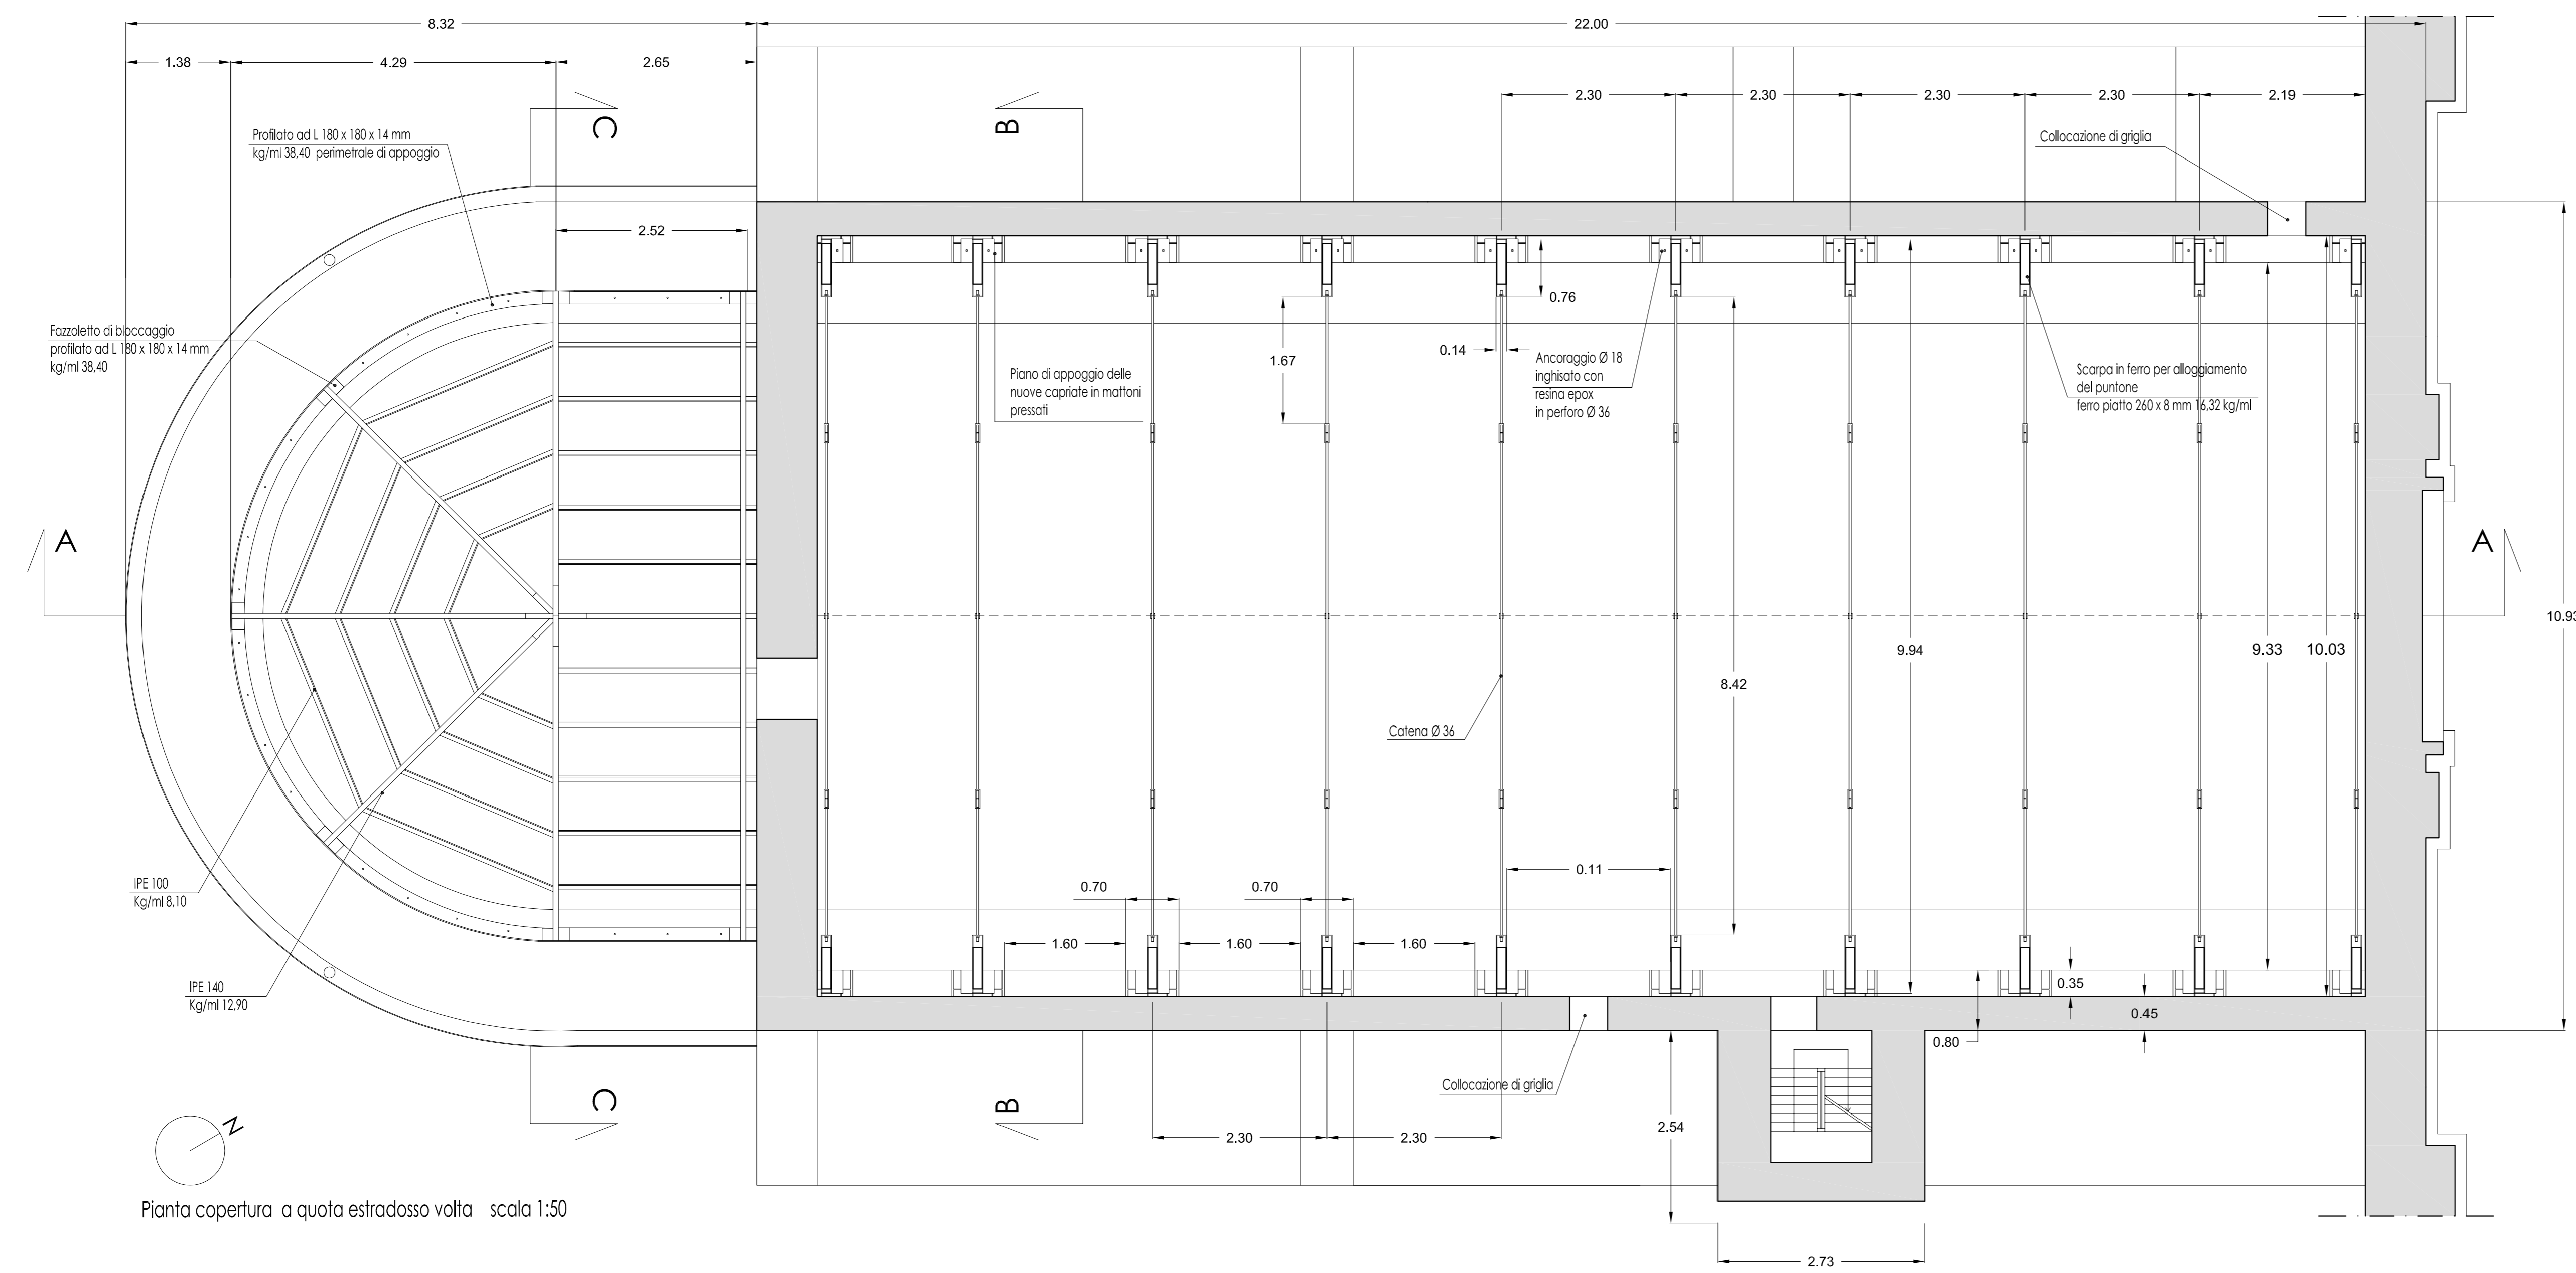 8.32
22.00
1.38
4.29
2.65
2.30
2.30
2.30
2.30
2.19
C
B
Profilato ad L 180 x 180 x 14 mm
kg/ml 38,40 perimetrale di appoggio
Collocazione di griglia
2.52
Fazzoletto di bloccaggio
profilato ad L 180 x 180 x 14 mm
kg/ml 38,40
0.76
1.67
0.14
Piano di appoggio delle
nuove capriate in mattoni
pressati
Ancoraggio Ø 18
inghisato con
resina epox
in perforo Ø 36
Scarpa in ferro per alloggiamento
del puntone
ferro piatto 260 x 8 mm 16,32 kg/ml
A
A
10.93
9.94
9.33
10.03
8.42
Catena Ø 36
0.11
IPE 100
Kg/ml 8,10
0.70
0.70
1.60
1.60
1.60
IPE 140
Kg/ml 12,90
0.35
0.45
0.80
Collocazione di griglia
C
B
N
2.54
2.30
2.30
Pianta copertura a quota estradosso volta scala 1:50
2.73